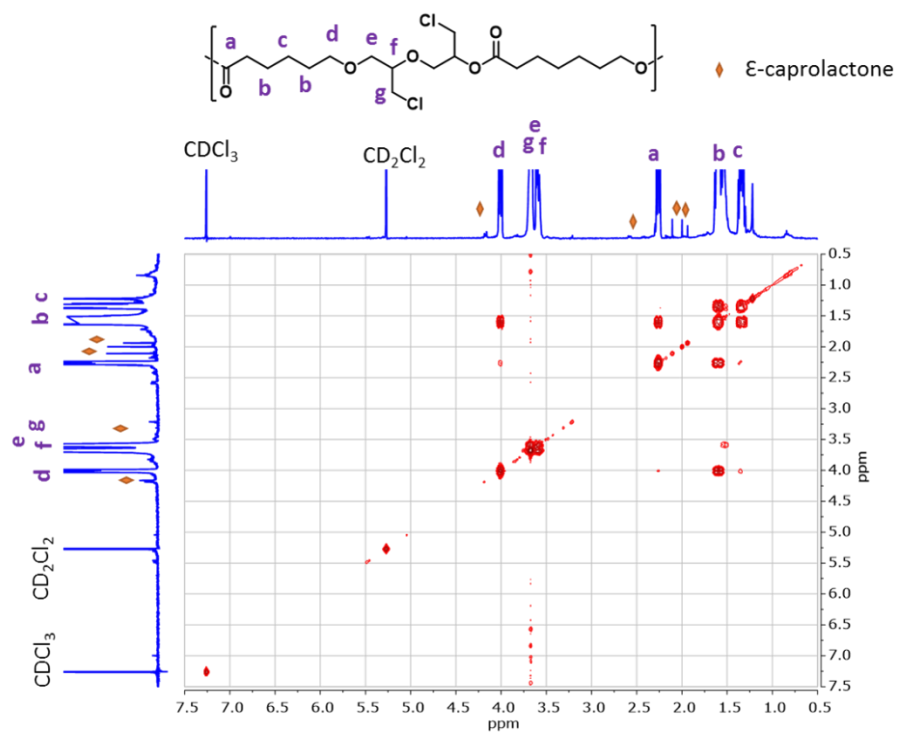 Cl
O
a c d e f
O
O
O
O
b b g
O
Cl
Ɛ-caprolactone
e
CDCl3 CD2Cl2 d g f a b c
c
b
a
g
e f
d
CD2Cl2
CDCl3
0.5
1.0
1.5
2.0
2.5
3.0
3.5
4.0
4.5
5.0
5.5
6.0
6.5
7.0
7.5
ppm
7.5 7.0 6.5 6.0 5.5 5.0 4.5 4.0 3.5 3.0 2.5 2.0 1.5 1.0 0.5
ppm